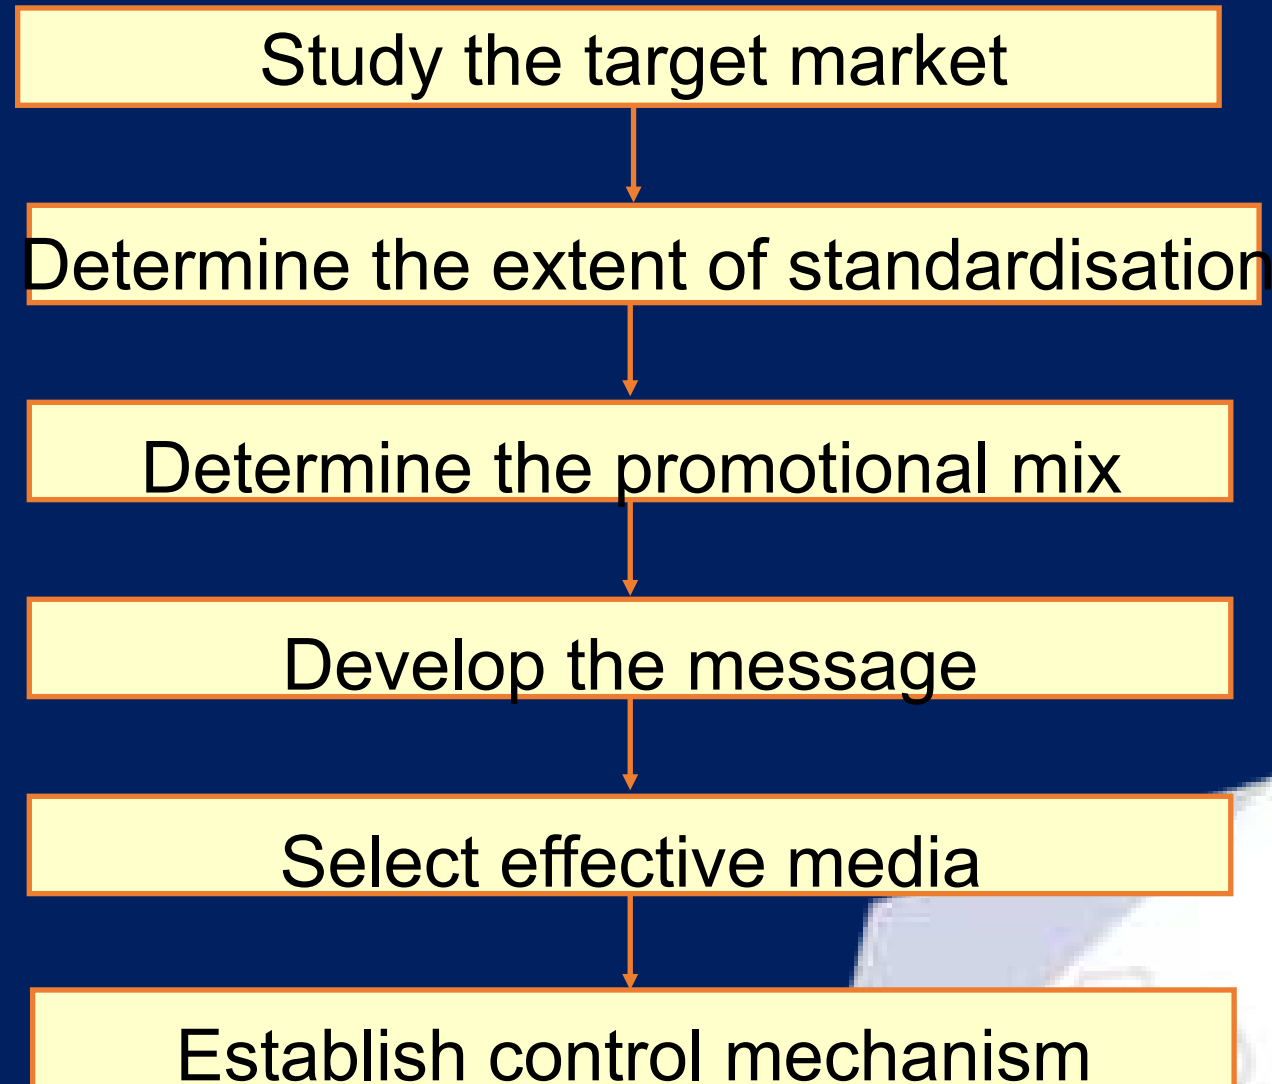 Study the target market
Determine the extent of standardisation
Determine the promotional mix
Develop the message
Select effective media
Establish control mechanism